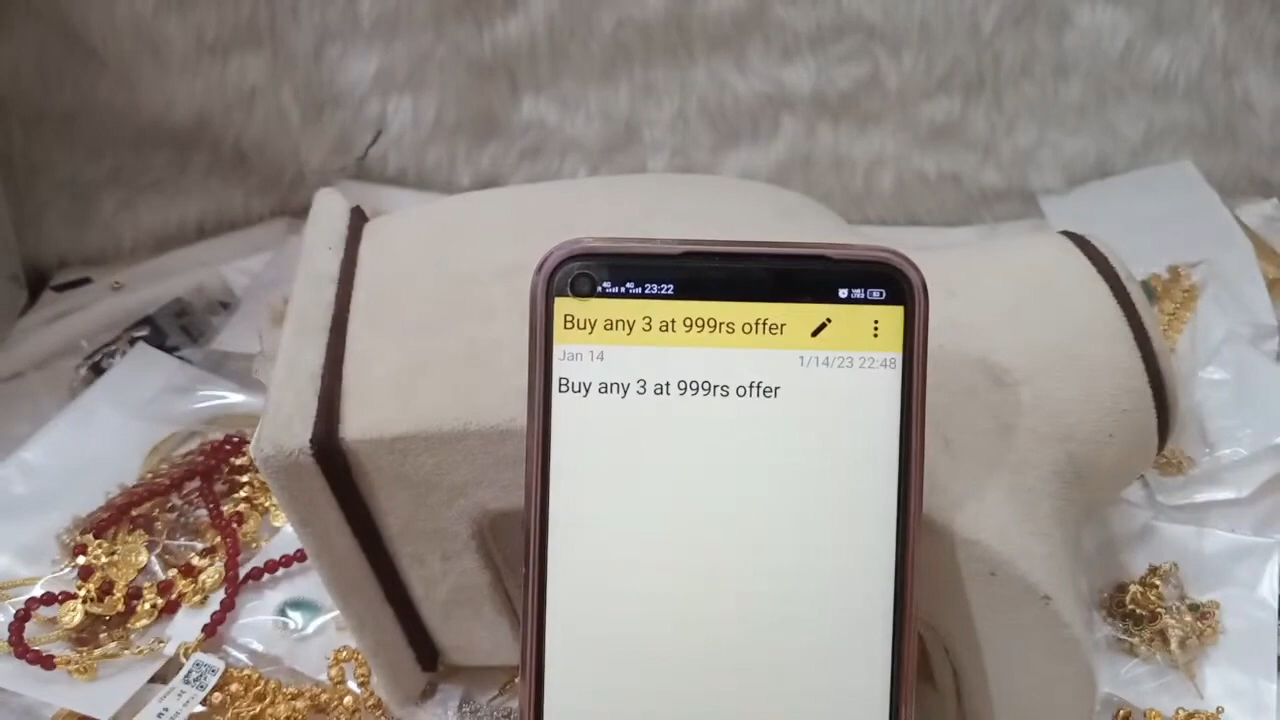 23:22
Buy any 3 at 999rs offer
Jan 14
1/14/23 22:48
Buy any 3 at 999rs offer